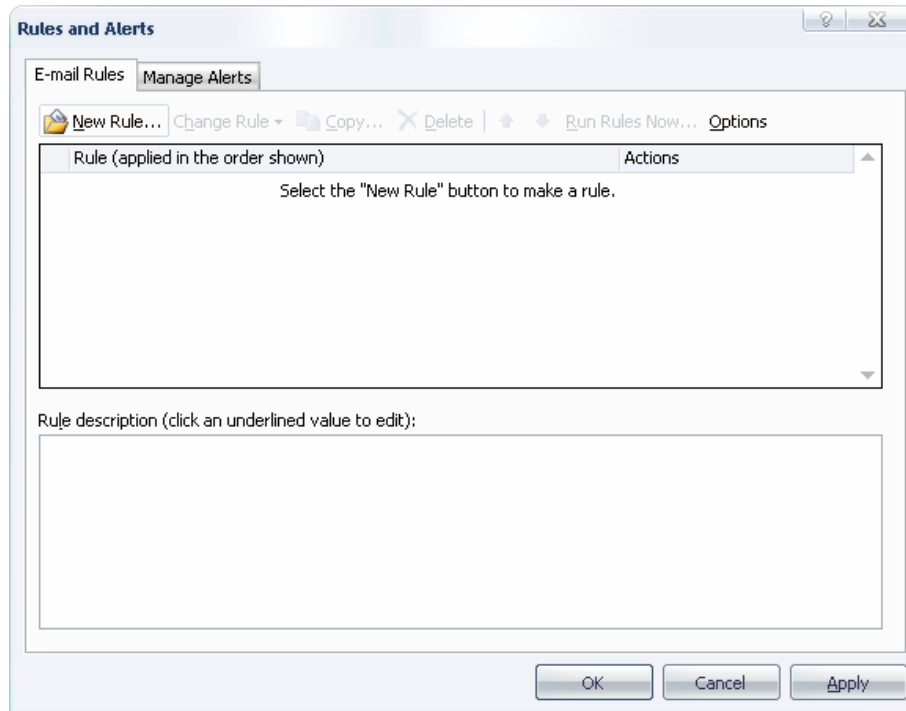 Rules and Alerts
E-mail Rules Manage Alerts
New Rule... Change Rule Copy... Delete Run Rules Now... Options
Rule (applied in the order shown) Actions
Select the "New Rule" button to make a rule.
Rule description (click an underlined value to edit):
OK Cancel Apply